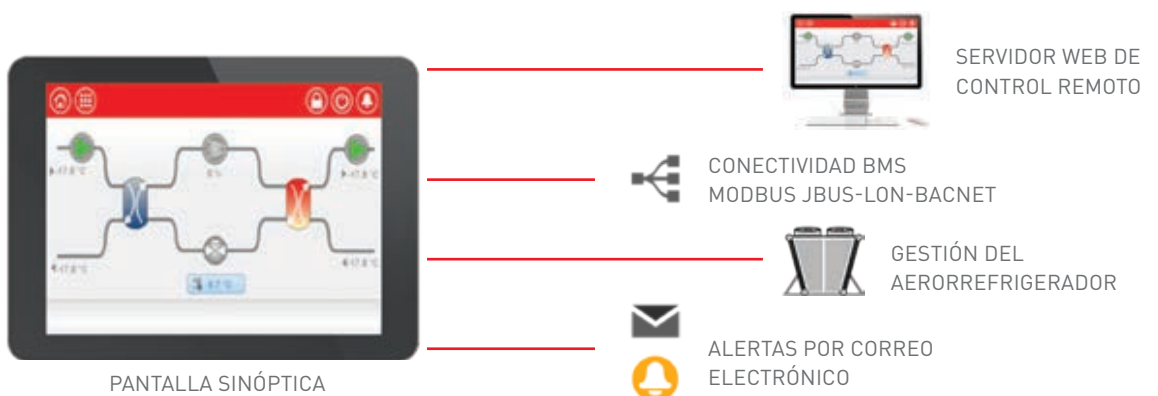 SERVIDOR WEB DE
CONTROL REMOTO
CONECTIVIDAD BMS
MODBUS JBUS-LON-BACNET
GESTIÓN DEL
AERORREFRIGERADOR
ALERTAS POR CORREO
ELECTRÓNICO
PANTALLA SINÓPTICA